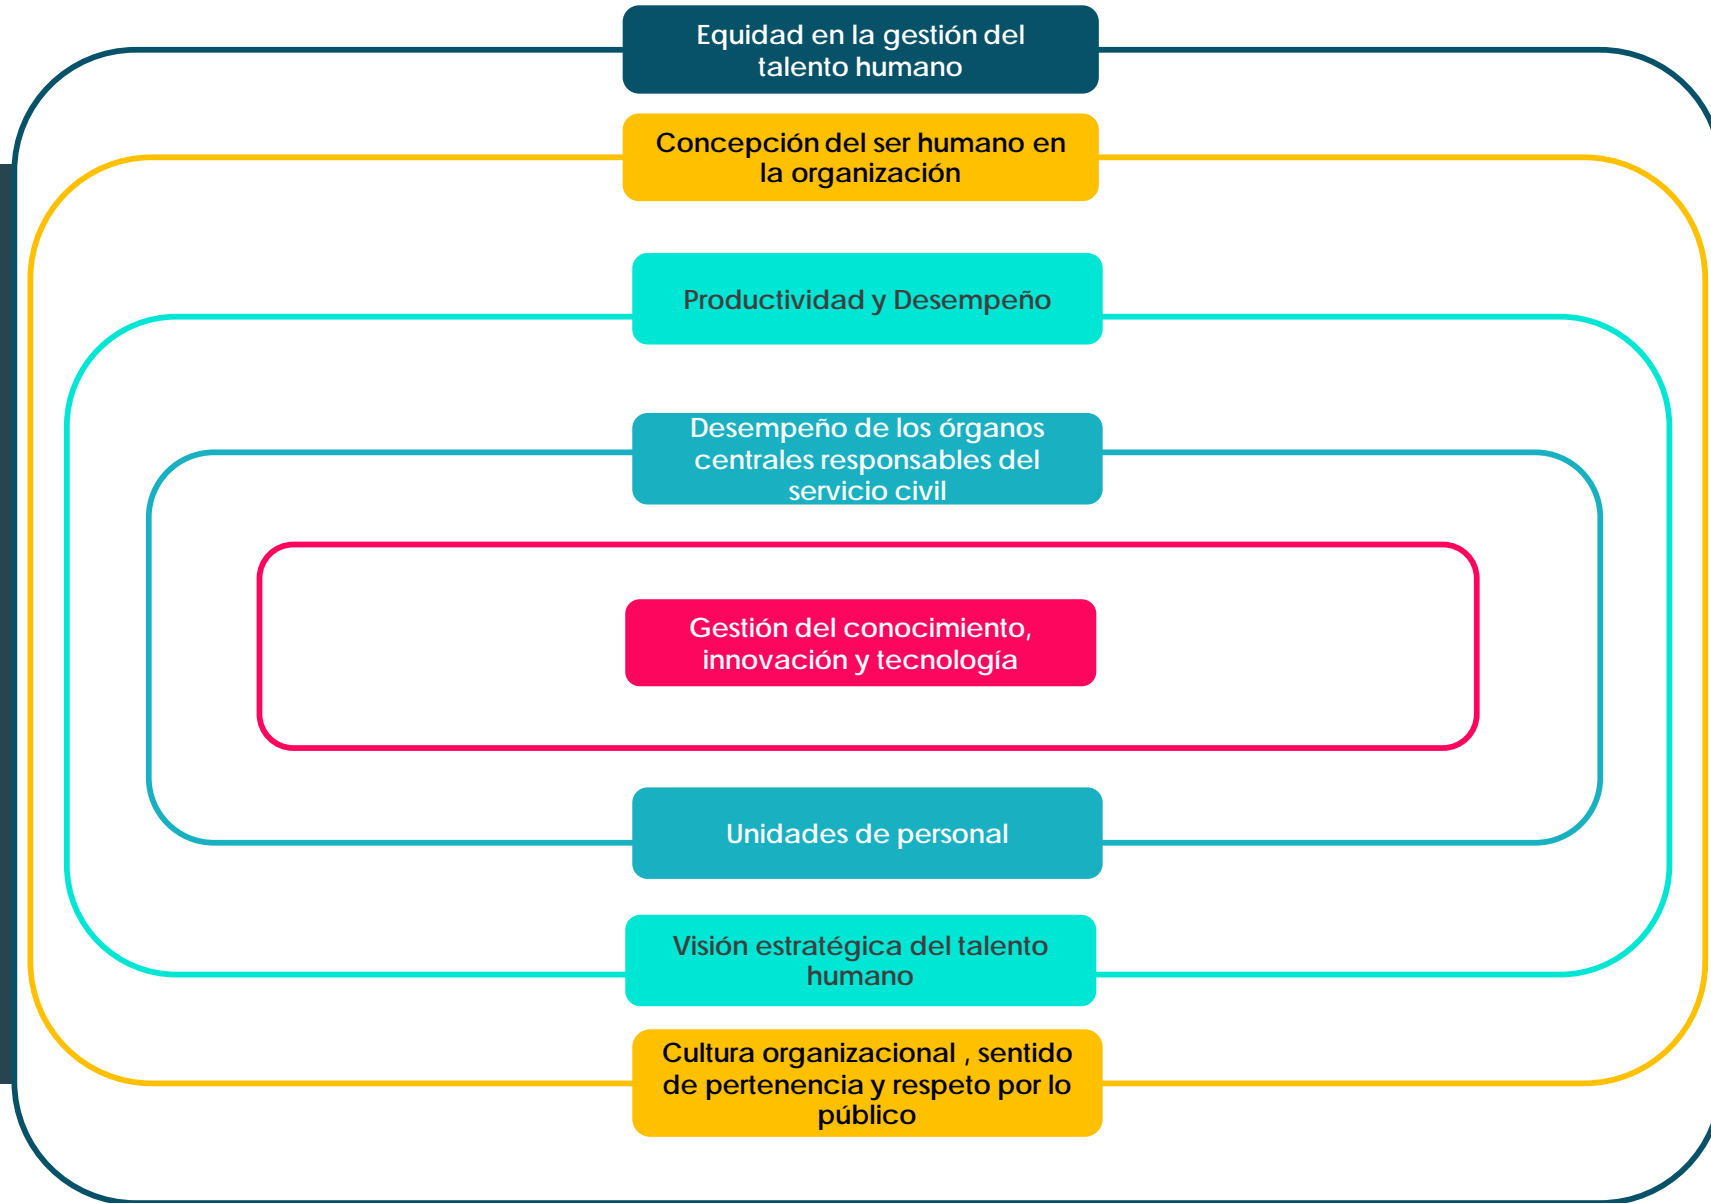 Equidad en la gestión del
talento humano
Concepción del ser humano en
la organización
Productividad y Desempeño
Desempeño de los órganos
centrales responsables del
servicio civil
Gestión del conocimiento,
innovación y tecnología
Unidades de personal
Visión estratégica del talento
humano
Cultura organizacional , sentido
de pertenencia y respeto por lo
público